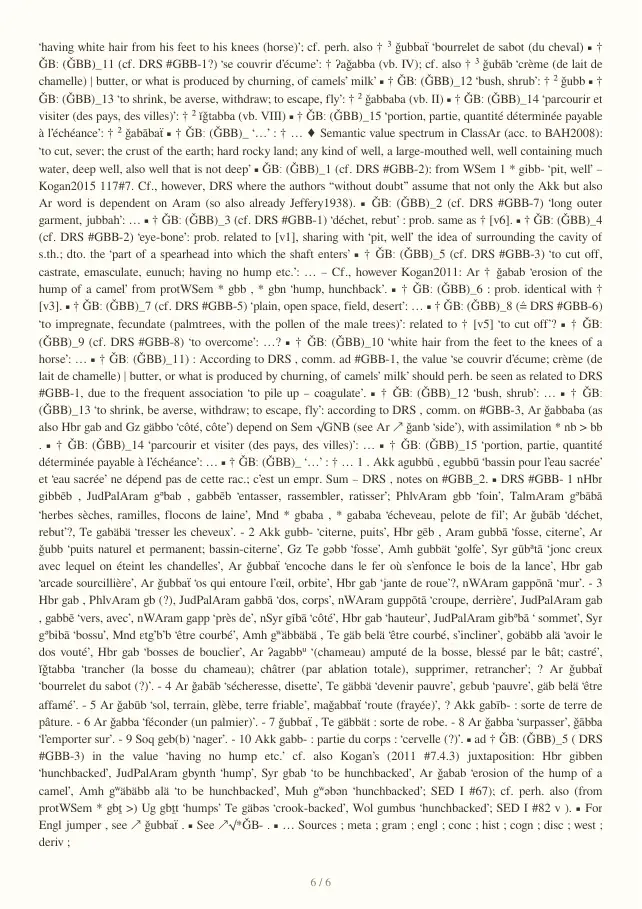 ‘having white hair from his feet to his knees (horse)’; cf. perh. also † ³ ǧubbaẗ ‘bourrelet de sabot (du cheval) ▪ †
ǦB: (ǦBB)_11 (cf. DRS #GBB-1?) ‘se couvrir d’écume’: † ʔaǧabba (vb. IV); cf. also † ³ ǧubāb ‘crème (de lait de
chamelle) | butter, or what is produced by churning, of camels’ milk’ ▪ † ǦB: (ǦBB)_12 ‘bush, shrub’: † ² ǧubb ▪ †
ǦB: (ǦBB)_13 ‘to shrink, be averse, withdraw; to escape, fly’: † ² ǧabbaba (vb. II) ▪ † ǦB: (ǦBB)_14 ‘parcourir et
visiter (des pays, des villes)’: † ² ĭǧtabba (vb. VIII) ▪ † ǦB: (ǦBB)_15 ‘portion, partie, quantité déterminée payable
à l’échéance’: † ² ǧabābaẗ ▪ † ǦB: (ǦBB)_ ‘…’ : † … ♦ Semantic value spectrum in ClassAr (acc. to BAH2008):
‘to cut, sever; the crust of the earth; hard rocky land; any kind of well, a large-mouthed well, well containing much
water, deep well, also well that is not deep’ ▪ ǦB: (ǦBB)_1 (cf. DRS #GBB-2): from WSem 1 * gibb- ‘pit, well’ –
Kogan2015 117#7. Cf., however, DRS where the authors “without doubt” assume that not only the Akk but also
Ar word is dependent on Aram (so also already Jeffery1938). ▪ ǦB: (ǦBB)_2 (cf. DRS #GBB-7) ‘long outer
garment, jubbah’: … ▪ † ǦB: (ǦBB)_3 (cf. DRS #GBB-1) ‘déchet, rebut’ : prob. same as † [v6]. ▪ † ǦB: (ǦBB)_4
(cf. DRS #GBB-2) ‘eye-bone’: prob. related to [v1], sharing with ‘pit, well’ the idea of surrounding the cavity of
s.th.; dto. the ‘part of a spearhead into which the shaft enters’ ▪ † ǦB: (ǦBB)_5 (cf. DRS #GBB-3) ‘to cut off,
castrate, emasculate, eunuch; having no hump etc.’: … – Cf., however Kogan2011: Ar † ǧabab ‘erosion of the
hump of a camel’ from protWSem * gbb , * gbn ‘hump, hunchback’. ▪ † ǦB: (ǦBB)_6 : prob. identical with †
[v3]. ▪ † ǦB: (ǦBB)_7 (cf. DRS #GBB-5) ‘plain, open space, field, desert’: … ▪ † ǦB: (ǦBB)_8 (≙ DRS #GBB-6)
‘to impregnate, fecundate (palmtrees, with the pollen of the male trees)’: related to † [v5] ‘to cut off’? ▪ † ǦB:
(ǦBB)_9 (cf. DRS #GBB-8) ‘to overcome’: …? ▪ † ǦB: (ǦBB)_10 ‘white hair from the feet to the knees of a
horse’: … ▪ † ǦB: (ǦBB)_11) : According to DRS , comm. ad #GBB-1, the value ‘se couvrir d’écume; crème (de
lait de chamelle) | butter, or what is produced by churning, of camels’ milk’ should perh. be seen as related to DRS
#GBB-1, due to the frequent association ‘to pile up – coagulate’. ▪ † ǦB: (ǦBB)_12 ‘bush, shrub’: … ▪ † ǦB:
(ǦBB)_13 ‘to shrink, be averse, withdraw; to escape, fly’: according to DRS , comm. on #GBB-3, Ar ǧabbaba (as
also Hbr gab and Gz gäbbo ‘côté, côte’) depend on Sem √GNB (see Ar ↗ ǧanb ‘side’), with assimilation * nb > bb
. ▪ † ǦB: (ǦBB)_14 ‘parcourir et visiter (des pays, des villes)’: … ▪ † ǦB: (ǦBB)_15 ‘portion, partie, quantité
déterminée payable à l’échéance’: … ▪ † ǦB: (ǦBB)_ ‘…’ : † … 1 . Akk agubbū , egubbū ‘bassin pour l’eau sacrée’
et ‘eau sacrée’ ne dépend pas de cette rac.; c’est un empr. Sum – DRS , notes on #GBB_2. ▪ DRS #GBB- 1 nHbr
gibbēb , JudPalAram gᵊbab , gabbēb ‘entasser, rassembler, ratisser’; PhlvAram gbb ‘foin’, TalmAram gᵊbābā
‘herbes sèches, ramilles, flocons de laine’, Mnd * gbaba , * gababa ‘écheveau, pelote de fil’; Ar ǧubāb ‘déchet,
rebut’?, Te gababä ‘tresser les cheveux’. - 2 Akk gubb- ‘citerne, puits’, Hbr gēb , Aram gubbā ‘fosse, citerne’, Ar
ǧubb ‘puits naturel et permanent; bassin-citerne’, Gz Te gəbb ‘fosse’, Amh gubbät ‘golfe’, Syr gūbᵊtā ‘jonc creux
avec lequel on éteint les chandelles’, Ar ǧubbaẗ ‘encoche dans le fer où s’enfonce le bois de la lance’, Hbr gab
‘arcade sourcillière’, Ar ǧubbaẗ ‘os qui entoure l’œil, orbite’, Hbr gab ‘jante de roue’?, nWAram gappōnā ‘mur’. - 3
Hbr gab , PhlvAram gb (?), JudPalAram gabbā ‘dos, corps’, nWAram guppōtā ‘croupe, derrière’, JudPalAram gab
, gabbē ‘vers, avec’, nWAram gapp ‘près de’, nSyr gībā ‘côté’, Hbr gab ‘hauteur’, JudPalAram gibᵊbā ‘ sommet’, Syr
gᵊbibā ‘bossu’, Mnd etg’b’b ‘être courbé’, Amh gʷäbbäbä , Te gäb belä ‘être courbé, s’incliner’, gobäbb alä ‘avoir le
dos vouté’, Hbr gab ‘bosses de bouclier’, Ar ʔagabbᵘ ‘(chameau) amputé de la bosse, blessé par le bât; castré’,
ĭǧtabba ‘trancher (la bosse du chameau); châtrer (par ablation totale), supprimer, retrancher’; ? Ar ǧubbaẗ
‘bourrelet du sabot (?)’. - 4 Ar ǧabāb ‘sécheresse, disette’, Te gäbbä ‘devenir pauvre’, gɛbub ‘pauvre’, gäb belä ‘être
affamé’. - 5 Ar ǧabūb ‘sol, terrain, glèbe, terre friable’, maǧabbaẗ ‘route (frayée)’, ? Akk gabīb- : sorte de terre de
pâture. - 6 Ar ǧabba ‘féconder (un palmier)’. - 7 ǧubbaẗ , Te gäbbät : sorte de robe. - 8 Ar ǧabba ‘surpasser’, ǧābba
‘l’emporter sur’. - 9 Soq geb(b) ‘nager’. - 10 Akk gabb- : partie du corps : ‘cervelle (?)’. ▪ ad † ǦB: (ǦBB)_5 ( DRS
#GBB-3) in the value ‘having no hump etc.’ cf. also Kogan’s (2011 #7.4.3) juxtaposition: Hbr gibben
‘hunchbacked’, JudPalAram gbynth ‘hump’, Syr gbab ‘to be hunchbacked’, Ar ǧabab ‘erosion of the hump of a
camel’, Amh gʷäbäbb alä ‘to be hunchbacked’, Muh gʷəbən ‘hunchbacked’; SED I #67); cf. perh. also (from
protWSem * gbṯ >) Ug gbṯt ‘humps’ Te gäbəs ‘crook-backed’, Wol gumbus ‘hunchbacked’; SED I #82 v ). ▪ For
Engl jumper , see ↗ ǧubbaẗ . ▪ See ↗√*ǦB- . ▪ … Sources ; meta ; gram ; engl ; conc ; hist ; cogn ; disc ; west ;
deriv ;
6 / 6